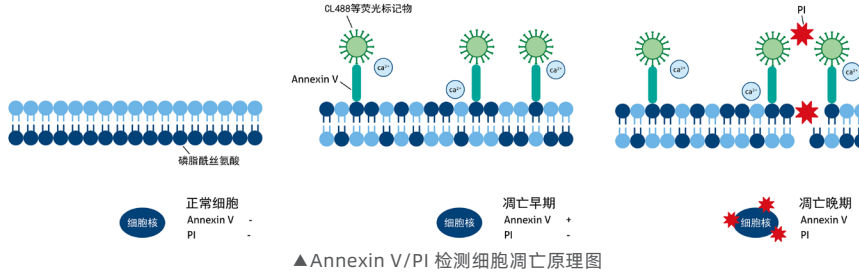 CL488等荧光标记物
PI
ca²⁺
ca²⁺
ca²⁺
ca²⁺
ca²⁺
ca²⁺
Annexin V
磷脂酰丝氨酸
细胞核
正常细胞
Annexin V -
PI -
细胞核
凋亡早期
Annexin V +
PI -
细胞核
凋亡晚期
Annexin V
PI
▲Annexin V/PI 检测细胞凋亡原理图